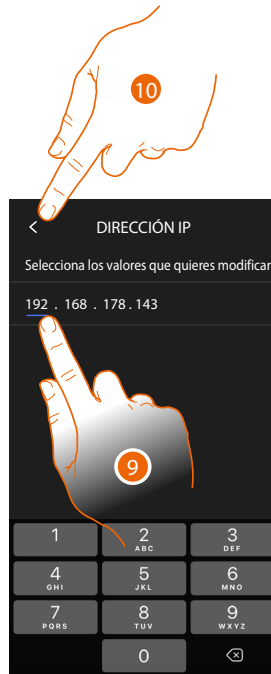 10
<
DIRECCIÓN IP
Selecciona los valores que quieres modificar
192 . 168 . 178 . 143
9
1 2 3
ABC DEF
4 5 6
GHI JKL MNO
7 8 9
PQRS TUV WXYZ
0